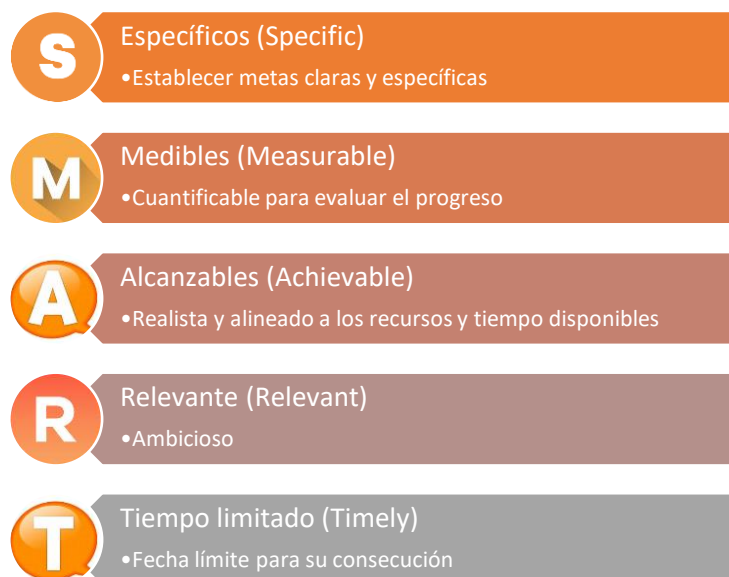 S
Específicos (Specific)
•Establecer metas claras y específicas
M
Medibles (Measurable)
•Cuantificable para evaluar el progreso
A
Alcanzables (Achievable)
•Realista y alineado a los recursos y tiempo disponibles
R
Relevante (Relevant)
•Ambicioso
T
Tiempo limitado (Timely)
•Fecha límite para su consecución